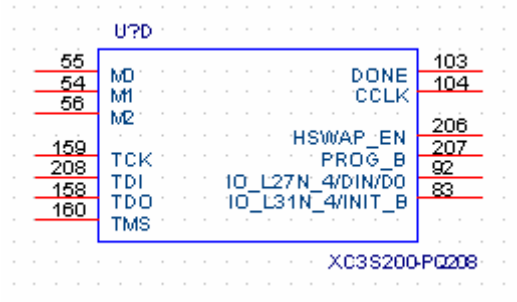 U?D
55 M0 DONE 103
54 M1 CCLK 104
56 M2
HSWAP_EN 206
159 TCK PROG_B 207
208 TDI IO_L27N_4/DIN/D0 92
158 TDO IO_L31N_4/INIT_B 83
160 TMS
XC3S200-PQ208